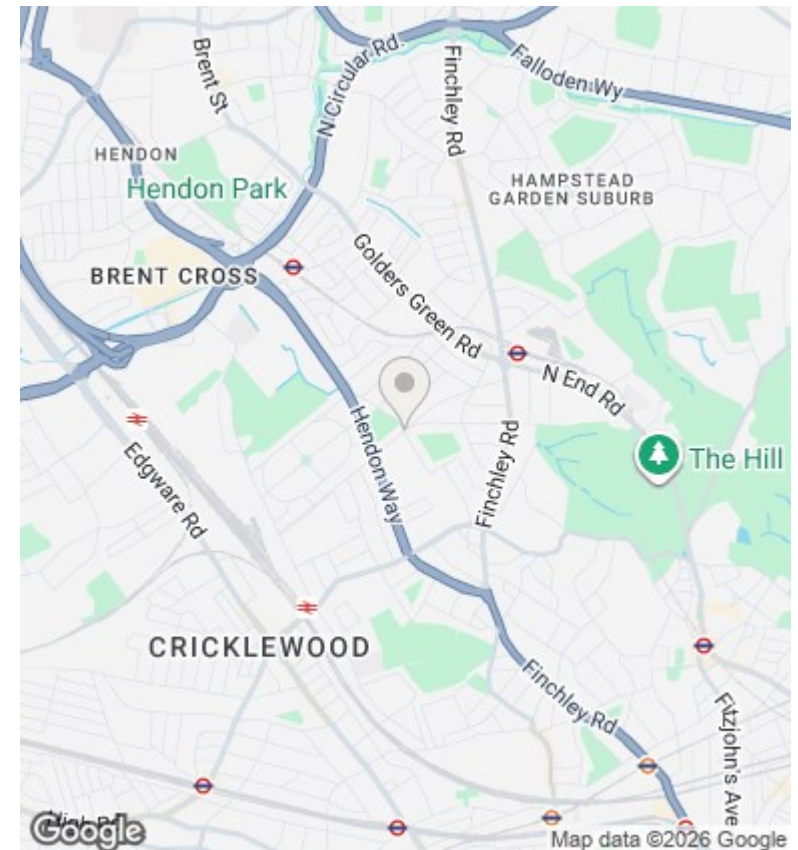 Brent St
N Circular Rd.
Finchley Rd
Falloden Wy
HENDON
Hendon Park
HAMPSTEAD
GARDEN SUBURB
BRENT CROSS
Golders Green Rd
N End Rd
Hendon Way
Finchley Rd
The Hill
Edgware Rd
CRICKLEWOOD
Finchley Rd
Fitzjohn's Ave
Google
Map data ©2026 Google